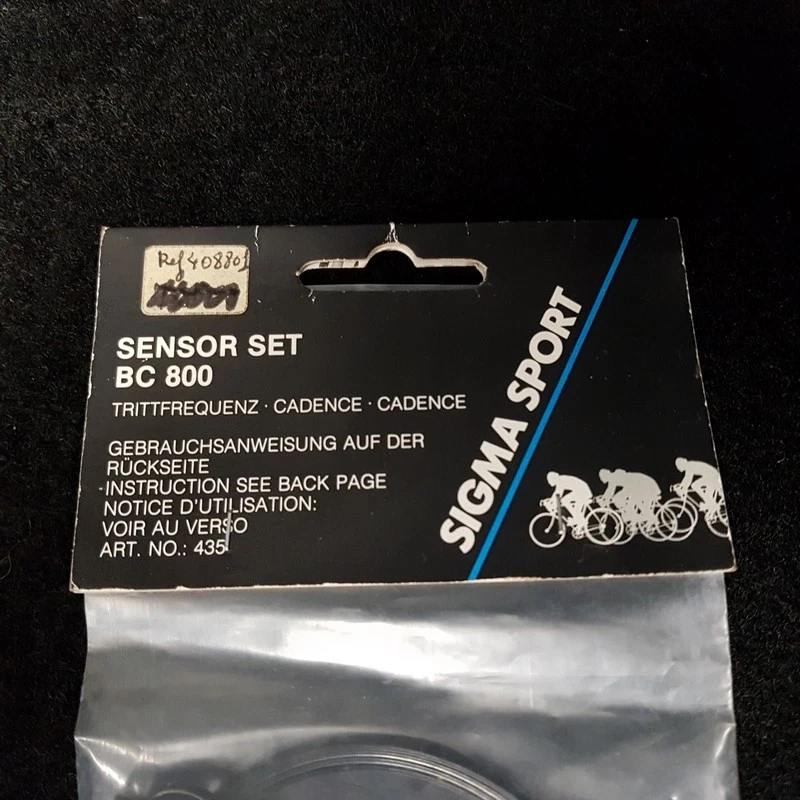 Ref 408801
SENSOR SET
BC 800
TRITTFREQUENZ · CADENCE · CADENCE
GEBRAUCHSANWEISUNG AUF DER
RÜCKSEITE
INSTRUCTION SEE BACK PAGE
NOTICE D'UTILISATION:
VOIR AU VERSO
ART. NO.: 435
SIGMA SPORT